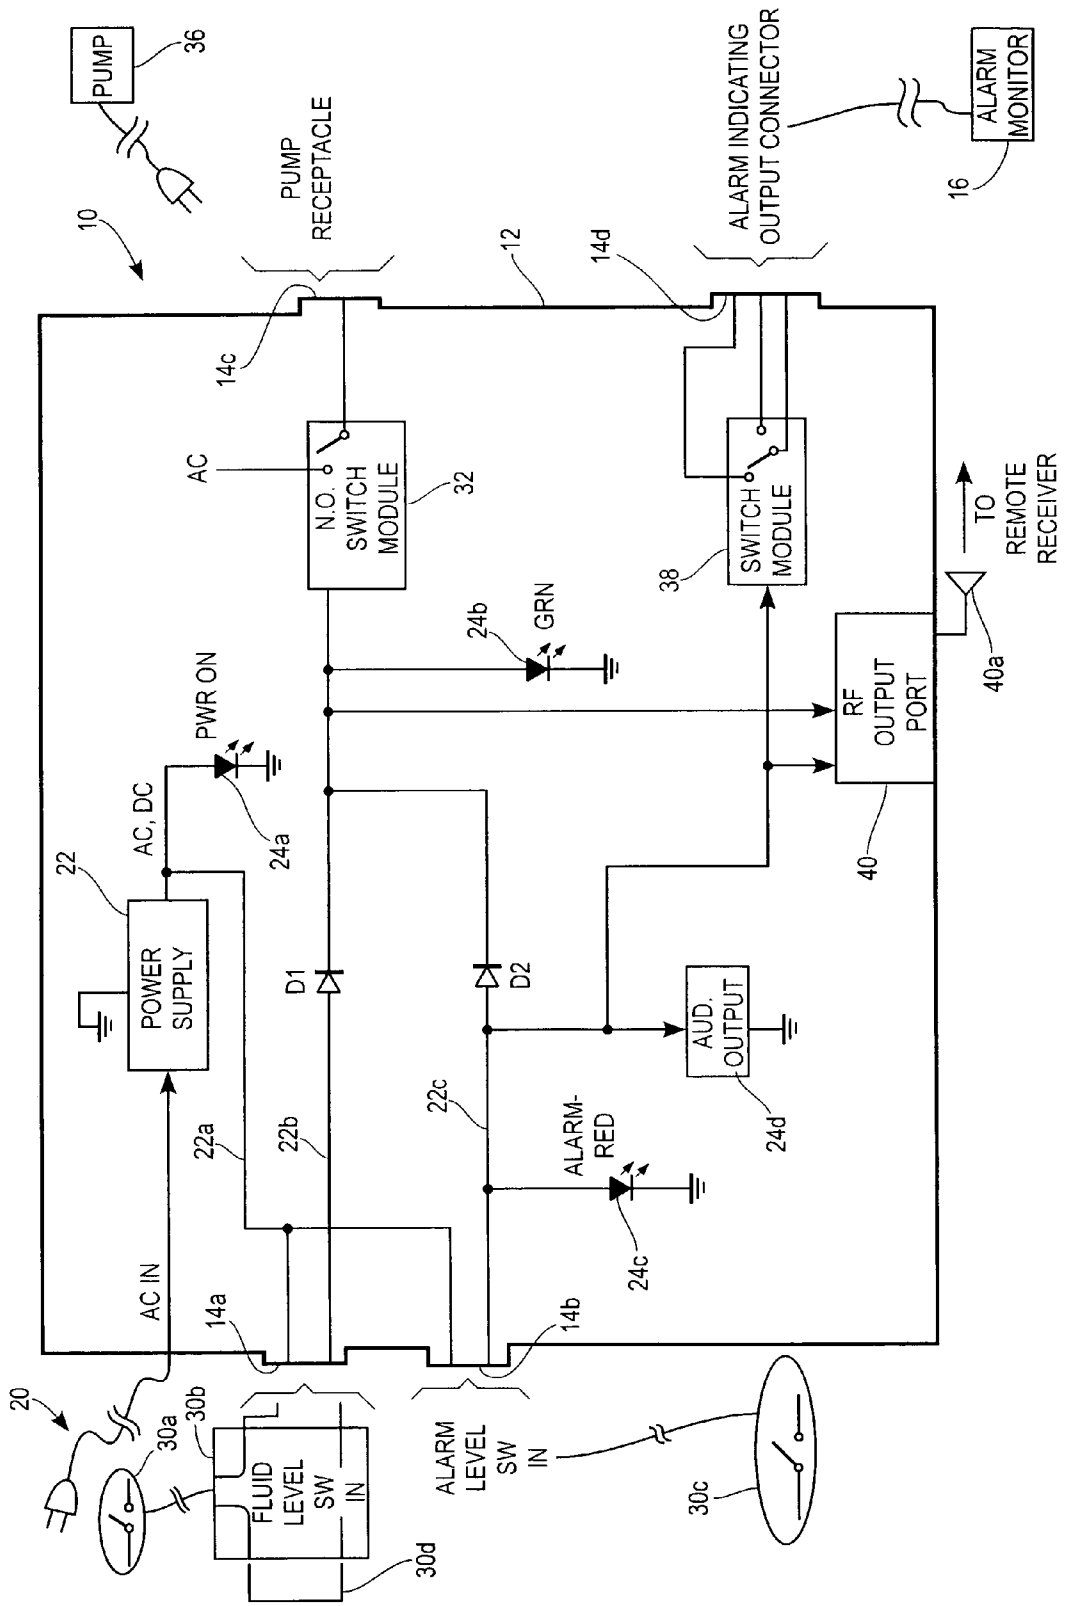 PUMP
36
10
PUMP
RECEPTACLE
14c
12
ALARM INDICATING
OUTPUT CONNECTOR
14d
ALARM
MONITOR
16
AC
N.O.
SWITCH
MODULE
32
SWITCH
MODULE
38
TO
REMOTE
RECEIVER
40a
RF
OUTPUT
PORT
40
24b
GRN
PWR ON
24a
AC, DC
22
POWER
SUPPLY
D1
D2
AUD.
OUTPUT
24d
22a
22b
22c
ALARM-
RED
24c
AC IN
14a
14b
20
30a
30b
FLUID
LEVEL
SW
IN
30d
ALARM
LEVEL
SW
IN
30c